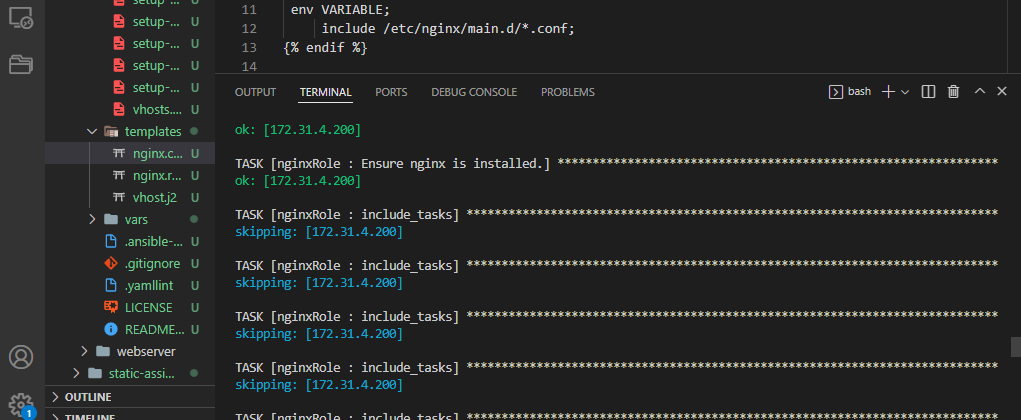 setup-...
setup-...
setup-... U
setup-... U
setup-... U
vhosts.... U
templates
nginx.c... U
nginx.r... U
vhost.j2 U
vars
.ansible-... U
.gitignore U
.yamllint U
LICENSE U
README... U
webserver
static-assi...
OUTLINE
TIMELINE
1
11 env VARIABLE;
12 include /etc/nginx/main.d/*.conf;
13 {% endif %}
14
OUTPUT TERMINAL PORTS DEBUG CONSOLE PROBLEMS bash
ok: [172.31.4.200]
TASK [nginxRole : Ensure nginx is installed.] ***************************************************************
ok: [172.31.4.200]
TASK [nginxRole : include_tasks] ****************************************************************************
skipping: [172.31.4.200]
TASK [nginxRole : include_tasks] ****************************************************************************
skipping: [172.31.4.200]
TASK [nginxRole : include_tasks] ****************************************************************************
skipping: [172.31.4.200]
TASK [nginxRole : include_tasks] ****************************************************************************
skipping: [172.31.4.200]
TASK [nginxRole : include_tasks] ****************************************************************************